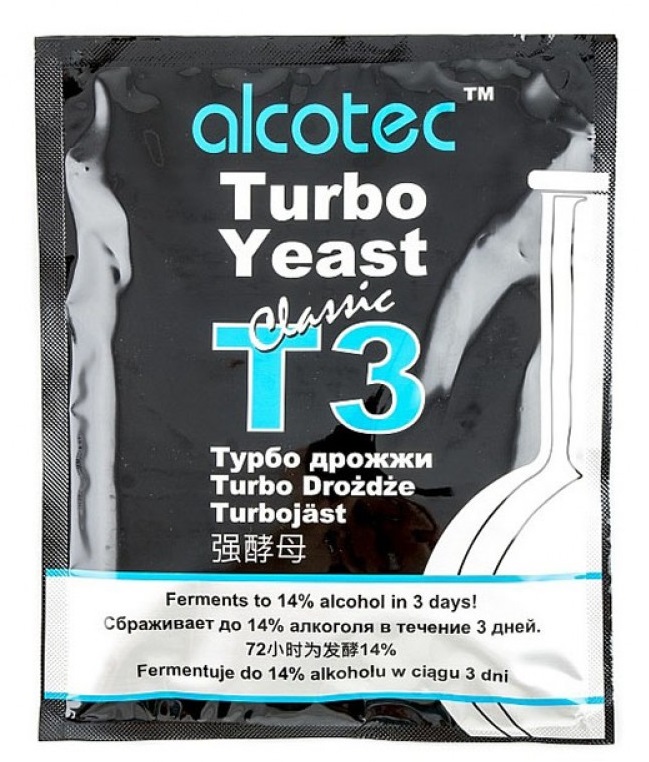 alcotec™
Turbo
Yeast
Classic
T3
Турбо дрожжи
Turbo Drożdże
Turbojäst
强酵母
Ferments to 14% alcohol in 3 days!
Сбраживает до 14% алкоголя в течение 3 дней.
72小时为发酵14%
Fermentuje do 14% alkoholu w ciągu 3 dni